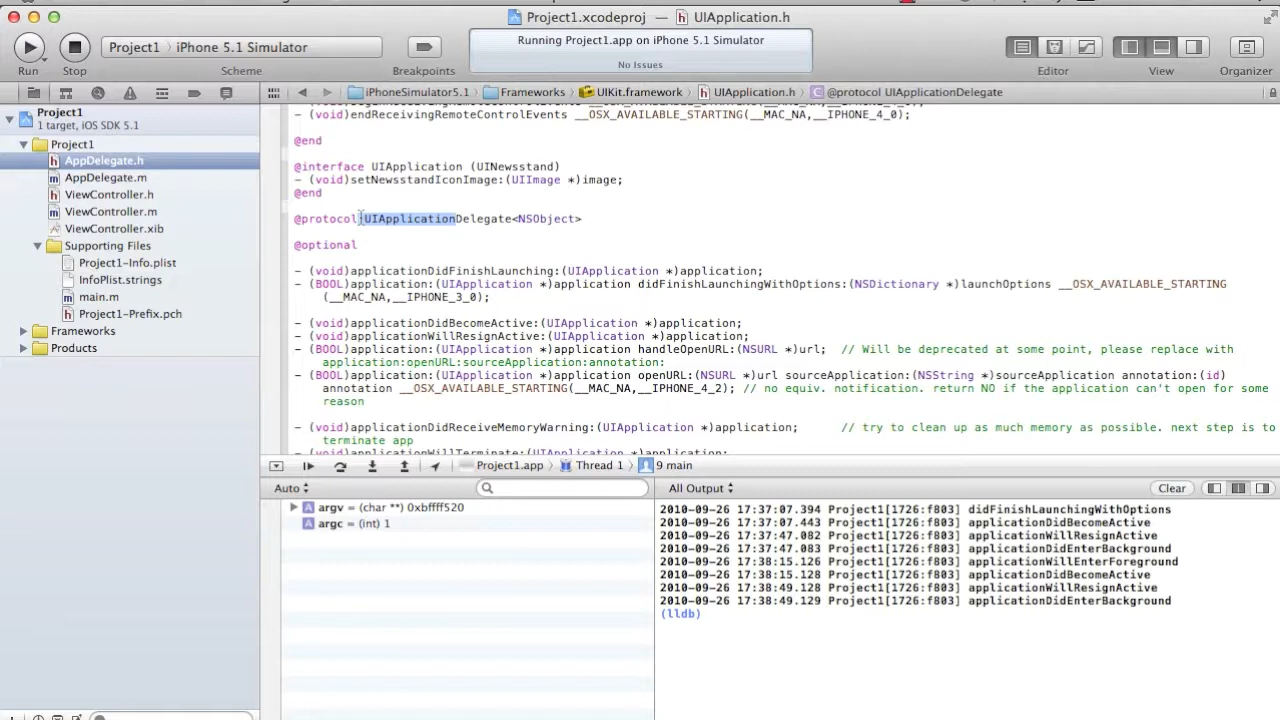 Project1.xcodeproj — UIApplication.h
Run
Stop
Project1 〉 iPhone 5.1 Simulator
Scheme
Breakpoints
Running Project1.app on iPhone 5.1 Simulator
No Issues
Editor
View
Organizer
iPhoneSimulator5.1 〉 Frameworks 〉 UIKit.framework 〉 UIApplication.h 〉 @protocol UIApplicationDelegate
Project1
1 target, iOS SDK 5.1
Project1
AppDelegate.h
AppDelegate.m
ViewController.h
ViewController.m
ViewController.xib
Supporting Files
Project1-Info.plist
InfoPlist.strings
main.m
Project1-Prefix.pch
Frameworks
Products
- (void)endReceivingRemoteControlEvents __OSX_AVAILABLE_STARTING(__MAC_NA,__IPHONE_4_0);
@end
@interface UIApplication (UINewsstand)
- (void)setNewsstandIconImage:(UIImage *)image;
@end
@protocol UIApplicationDelegate<NSObject>
@optional
- (void)applicationDidFinishLaunching:(UIApplication *)application;
- (BOOL)application:(UIApplication *)application didFinishLaunchingWithOptions:(NSDictionary *)launchOptions __OSX_AVAILABLE_STARTING
(__MAC_NA,__IPHONE_3_0);
- (void)applicationDidBecomeActive:(UIApplication *)application;
- (void)applicationWillResignActive:(UIApplication *)application;
- (BOOL)application:(UIApplication *)application handleOpenURL:(NSURL *)url; // Will be deprecated at some point, please replace with
application:openURL:sourceApplication:annotation:
- (BOOL)application:(UIApplication *)application openURL:(NSURL *)url sourceApplication:(NSString *)sourceApplication annotation:(id)
annotation __OSX_AVAILABLE_STARTING(__MAC_NA,__IPHONE_4_2); // no equiv. notification. return NO if the application can't open for some
reason
- (void)applicationDidReceiveMemoryWarning:(UIApplication *)application; // try to clean up as much memory as possible. next step is to
terminate app
- (void)applicationWillTerminate:(UIApplication *)application;
Project1.app 〉 Thread 1 〉 9 main
Auto
All Output
Clear
argv = (char **) 0xbffff520
argc = (int) 1
2010-09-26 17:37:07.394 Project1[1726:f803] didFinishLaunchingWithOptions
2010-09-26 17:37:07.443 Project1[1726:f803] applicationDidBecomeActive
2010-09-26 17:37:47.082 Project1[1726:f803] applicationWillResignActive
2010-09-26 17:37:47.083 Project1[1726:f803] applicationDidEnterBackground
2010-09-26 17:38:15.126 Project1[1726:f803] applicationWillEnterForeground
2010-09-26 17:38:15.128 Project1[1726:f803] applicationDidBecomeActive
2010-09-26 17:38:49.128 Project1[1726:f803] applicationWillResignActive
2010-09-26 17:38:49.129 Project1[1726:f803] applicationDidEnterBackground
(lldb)